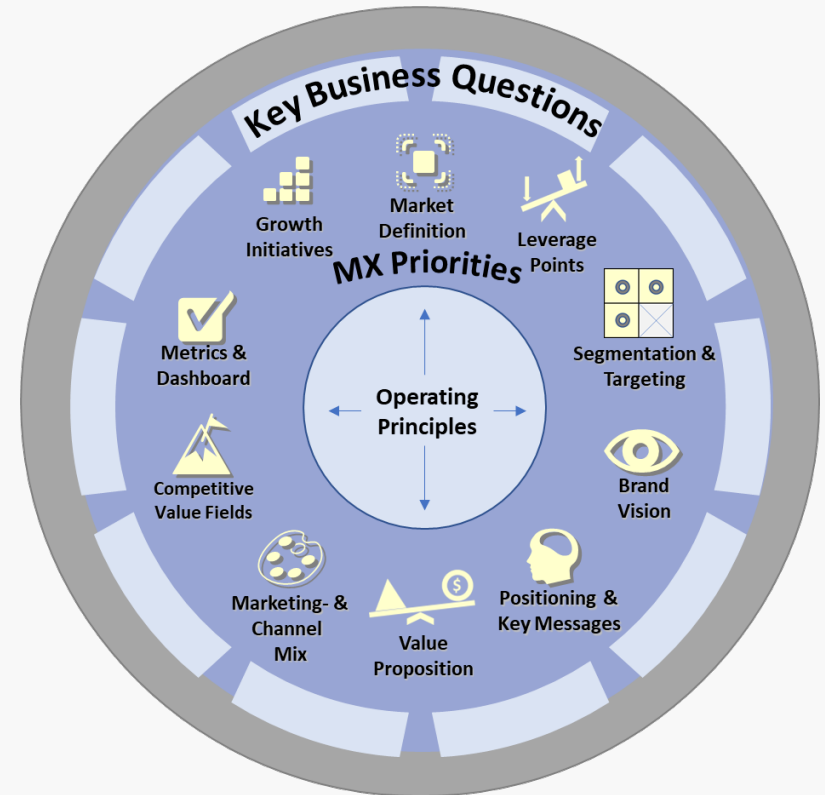 Key Business Questions
Growth
Initiatives
Market
Definition
Leverage
Points
MX Priorities
Segmentation &
Targeting
Metrics &
Dashboard
Operating
Principles
Competitive
Value Fields
Brand
Vision
Marketing- &
Channel
Mix
$
Value
Proposition
Positioning &
Key Messages